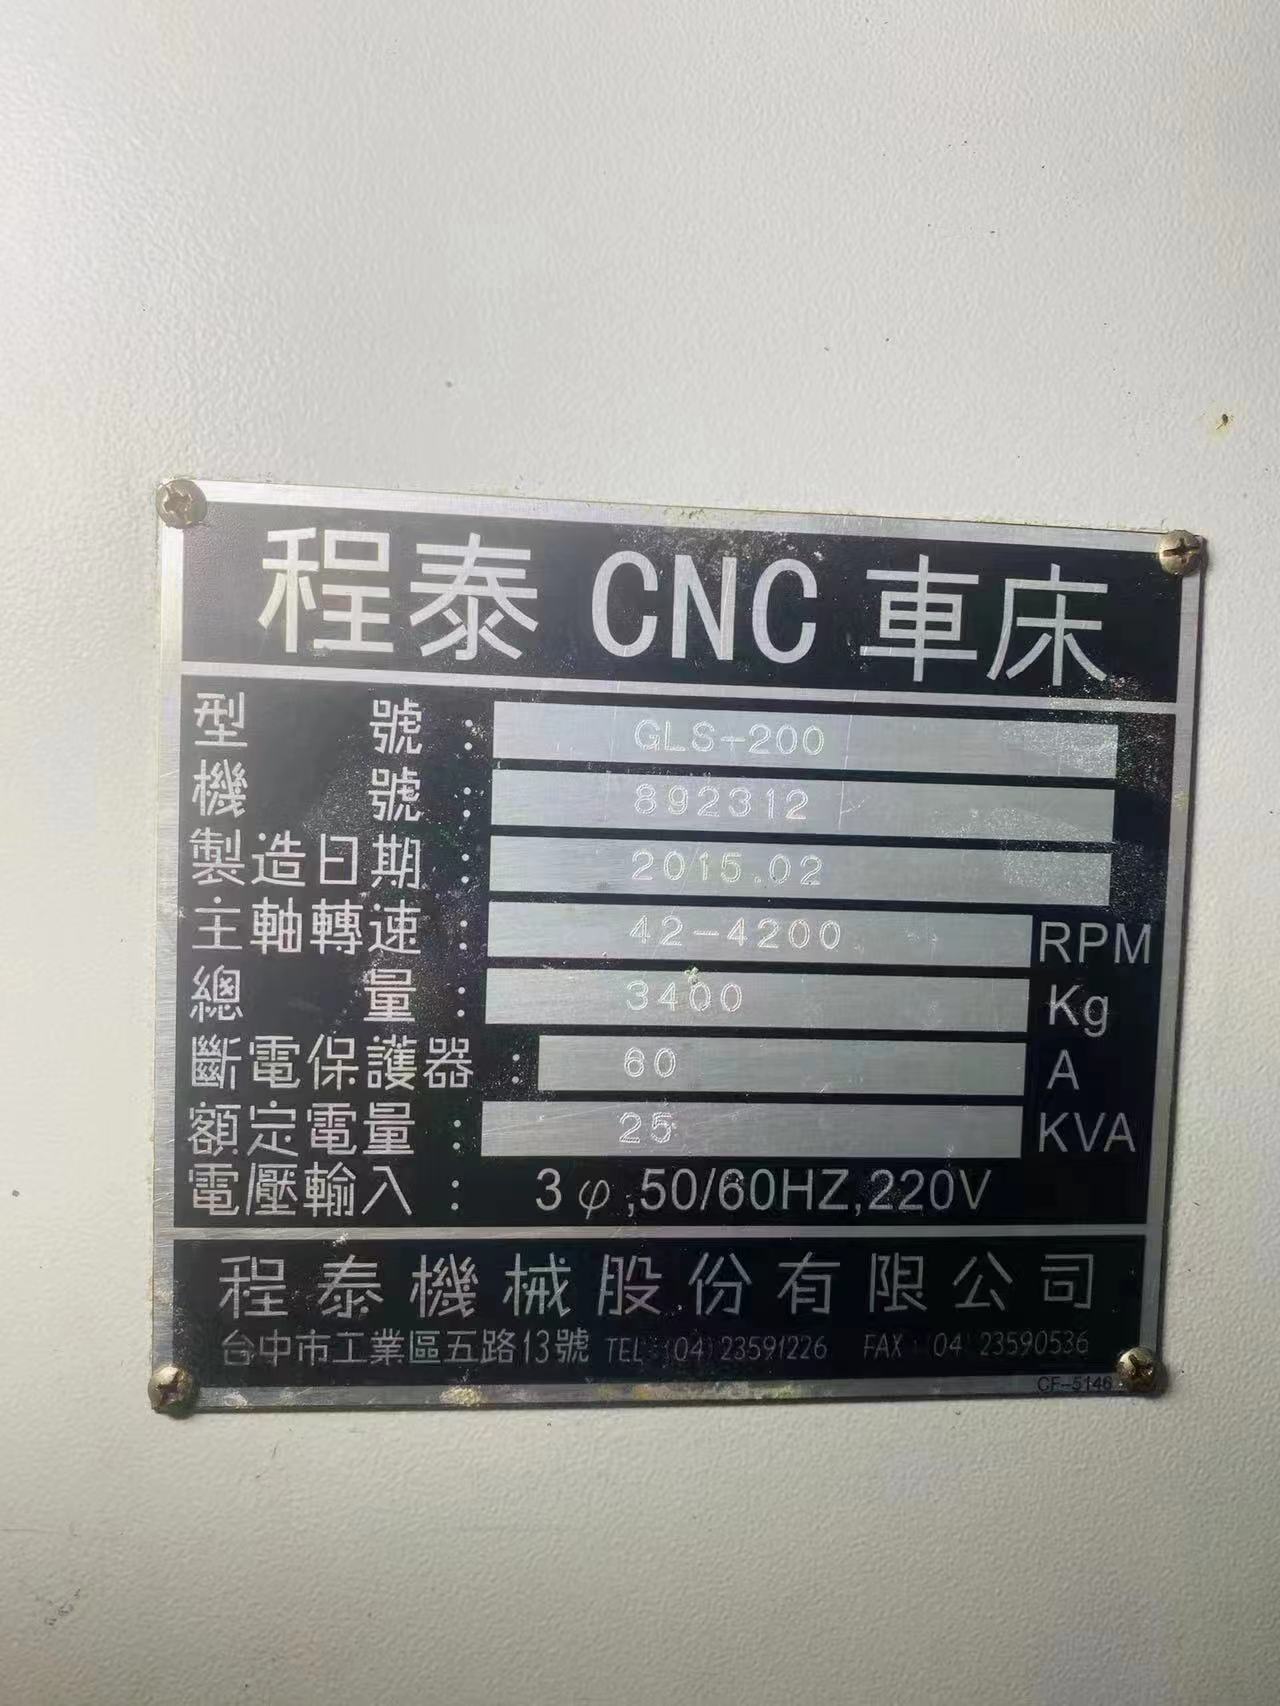 程泰 CNC 車床
型號：GLS-200
機號：892312
製造日期：2015.02
主軸轉速：42-4200 RPM
總量：3400 Kg
斷電保護器：60 A
額定電量：25 KVA
電壓輸入：3φ,50/60HZ,220V
程泰機械股份有限公司
台中市工業區五路13號 TEL:(04)23591226 FAX:(04)23590536
CF-5146